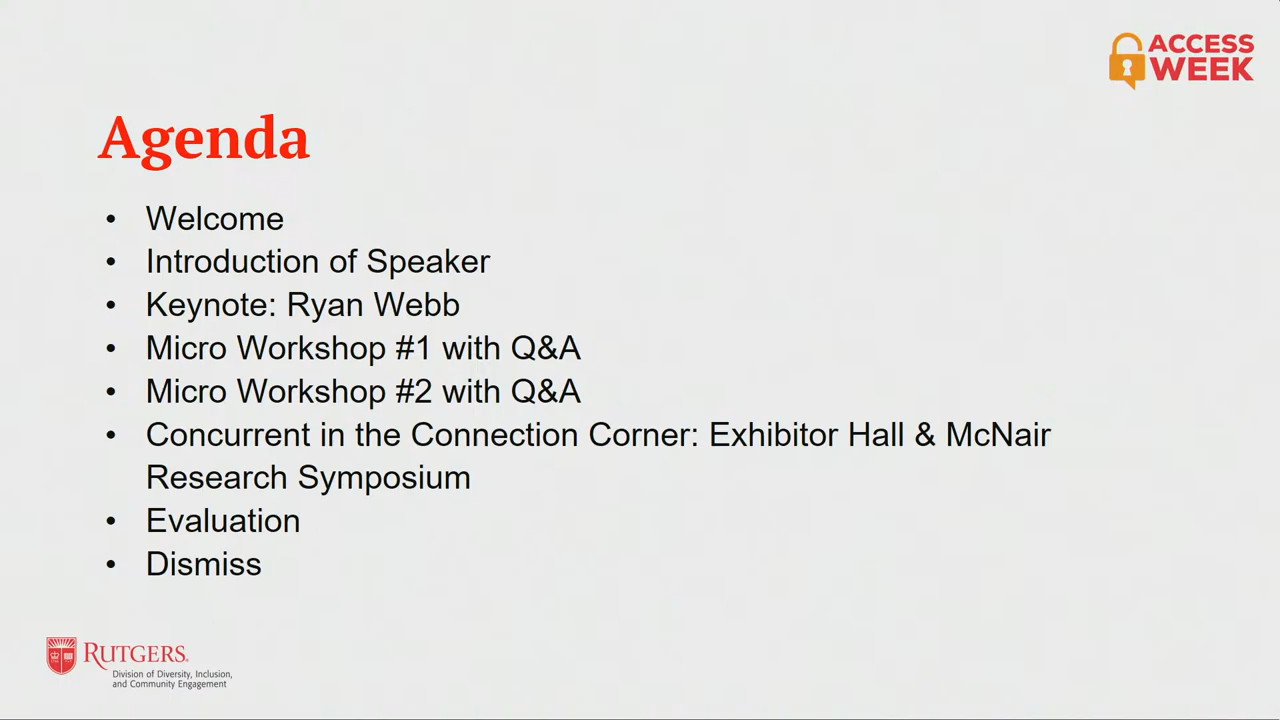 ACCESS
WEEK
Agenda
• Welcome
• Introduction of Speaker
• Keynote: Ryan Webb
• Micro Workshop #1 with Q&A
• Micro Workshop #2 with Q&A
• Concurrent in the Connection Corner: Exhibitor Hall & McNair
Research Symposium
• Evaluation
• Dismiss
RUTGERS
Division of Diversity, Inclusion,
and Community Engagement